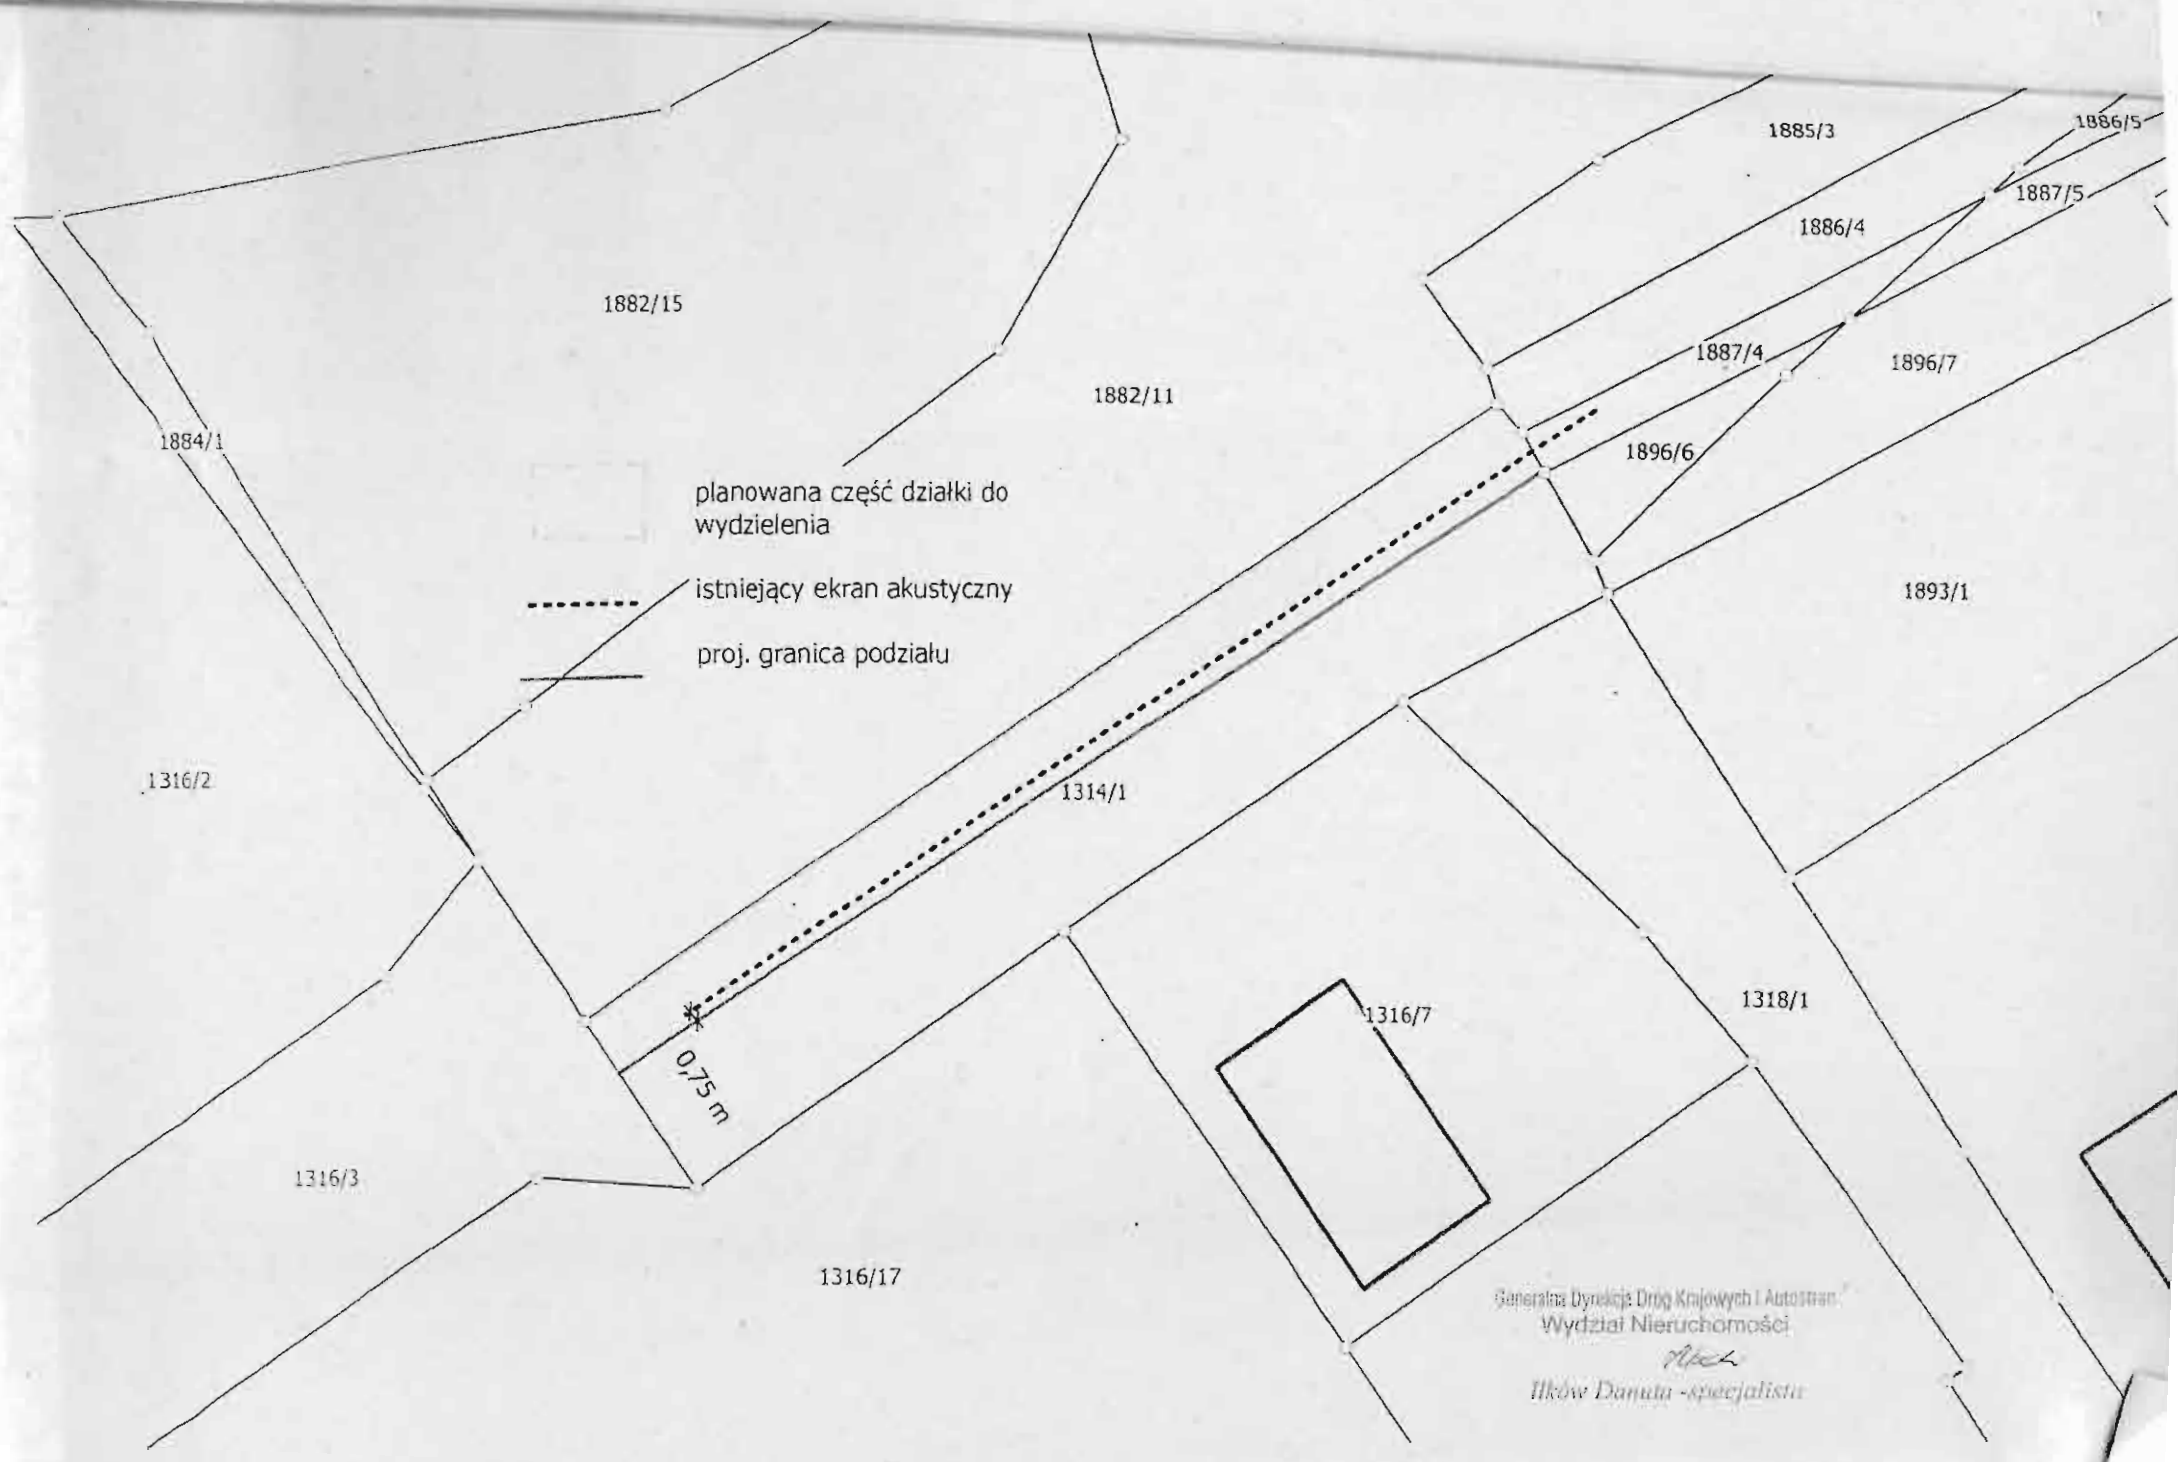 1885/3
1886/5
1887/5
1886/4
1882/15
1887/4
1896/7
1882/11
1884/1
1896/6
planowana część działki do
wydzielenia
istniejący ekran akustyczny
1893/1
proj. granica podziału
1316/2
1314/1
1318/1
1316/7
0,75 m
1316/3
1316/17
Generalna Dyrekcja Dróg Krajowych i Autostrad
Wydział Nieruchomości
Ilków Danuta -specjalista